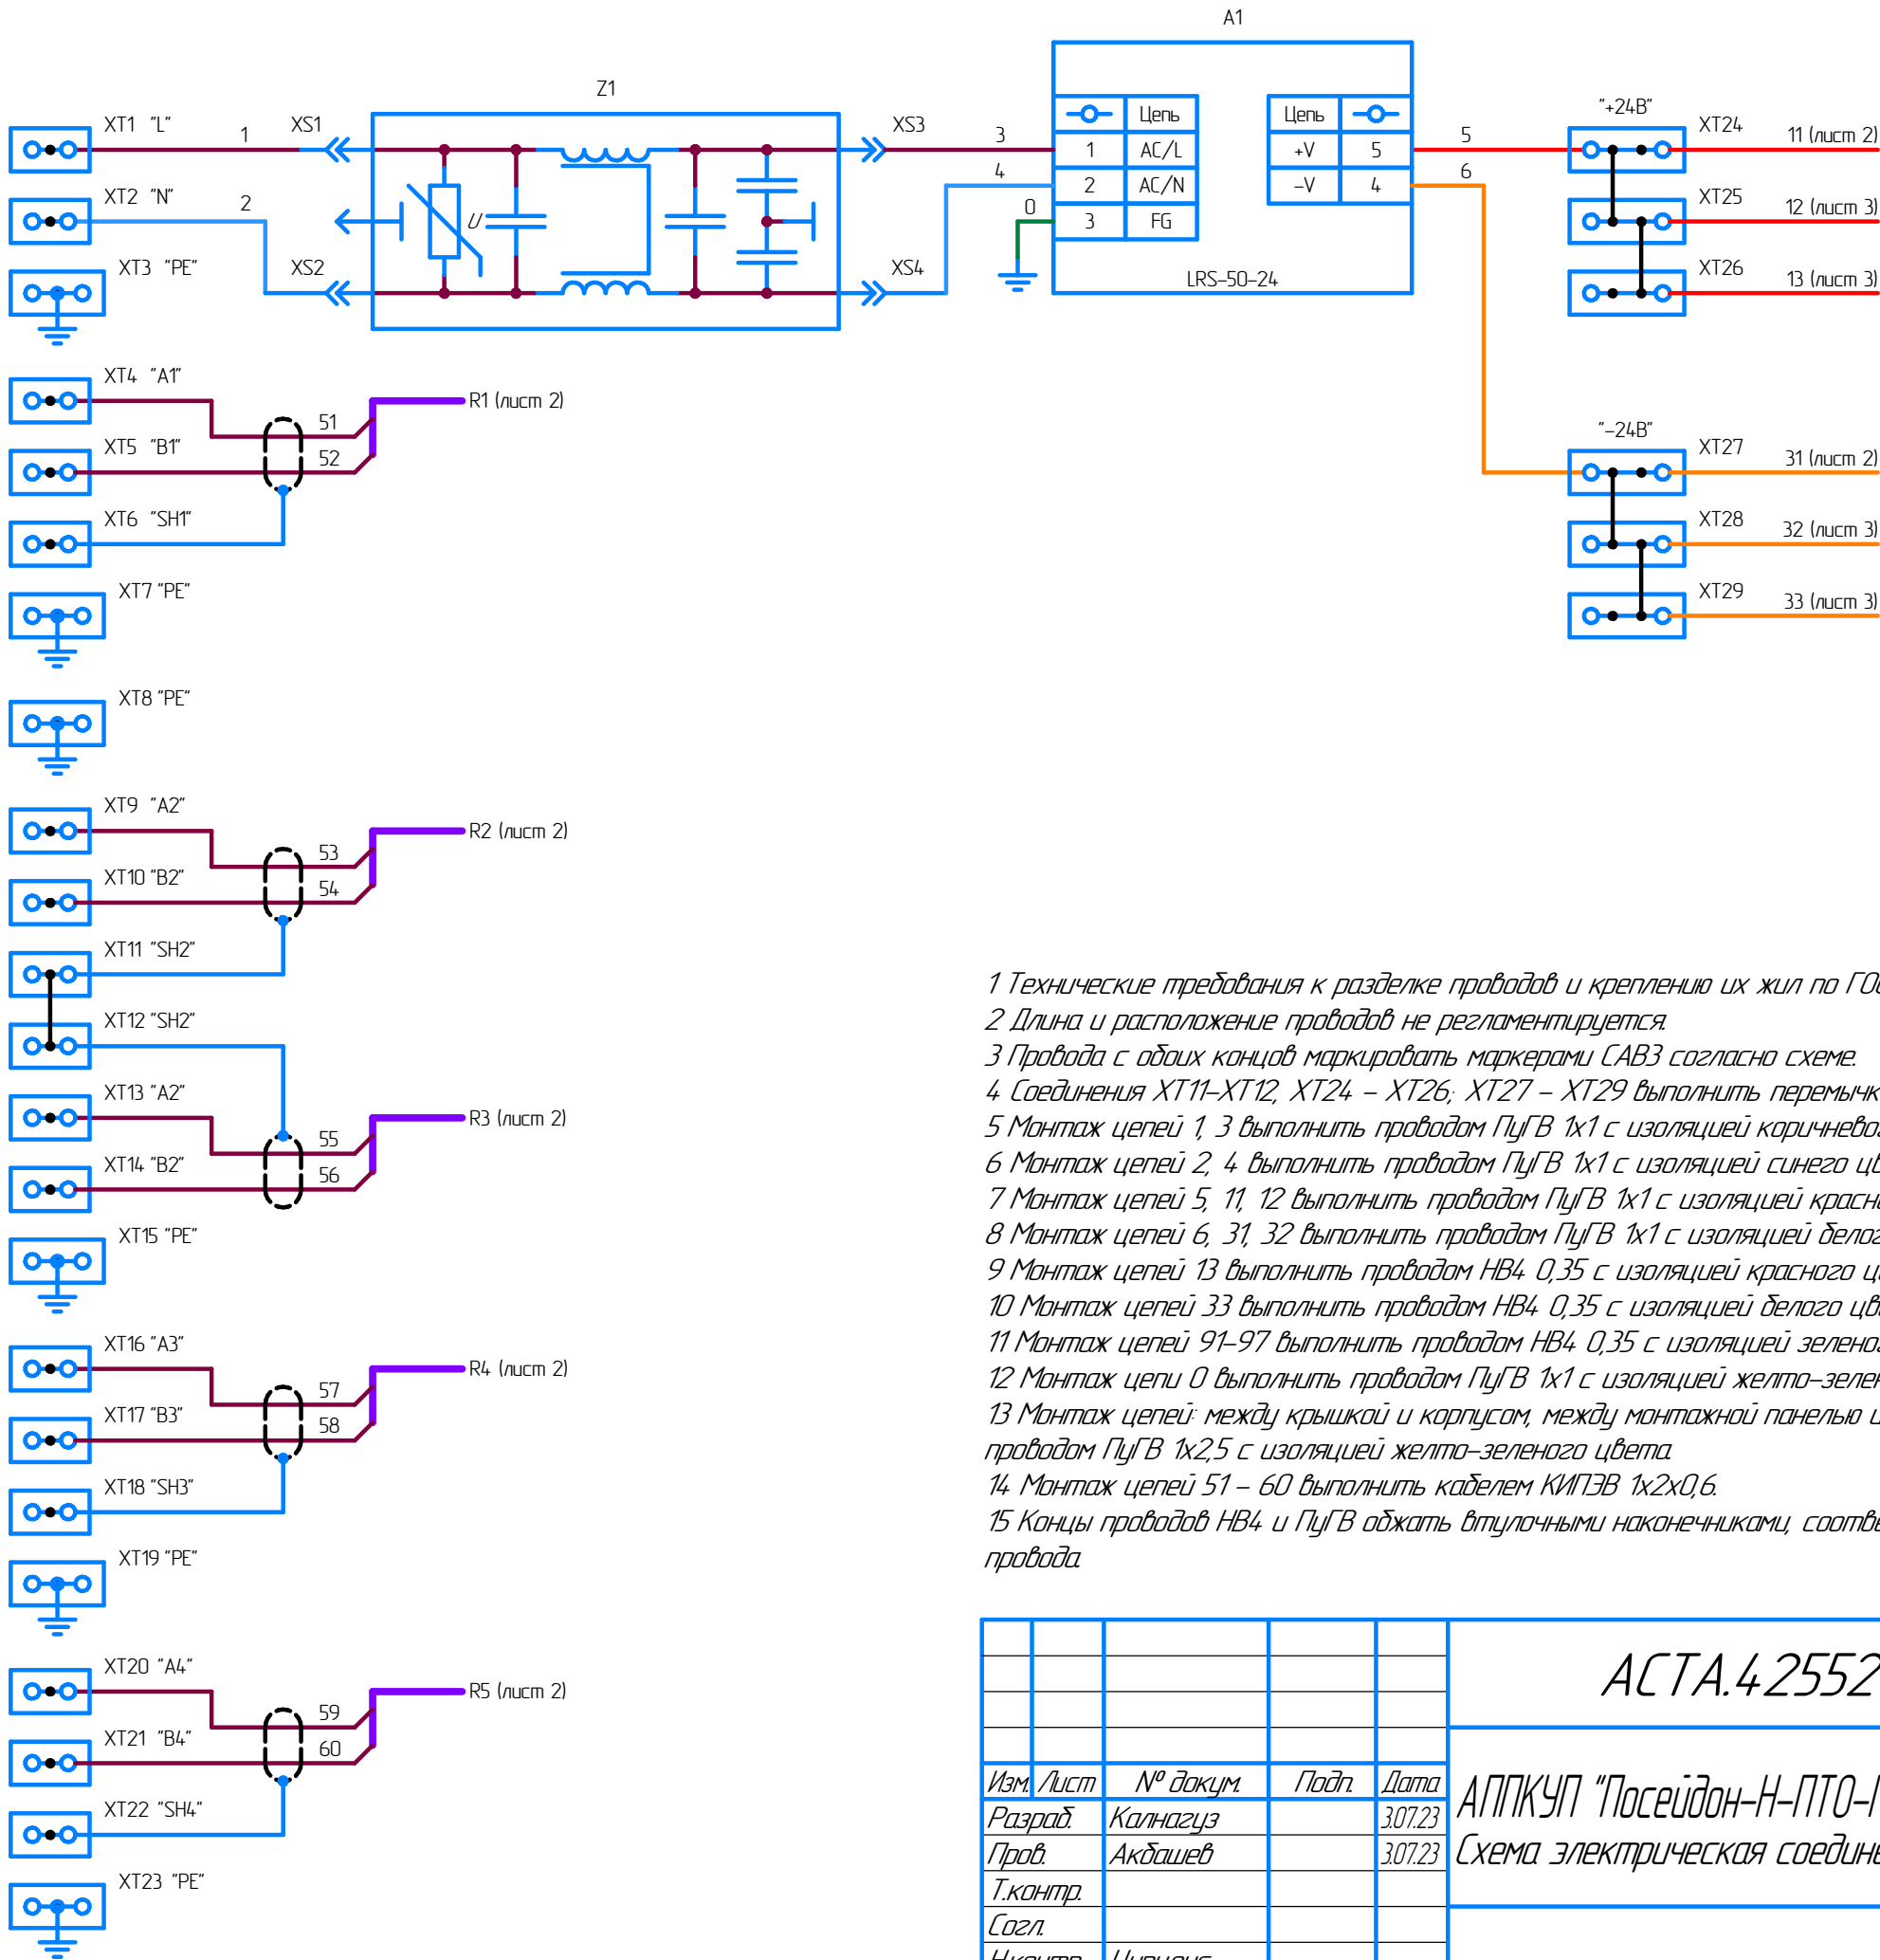 A1
Z1
XT1 "L"
1
XS1
XS3
3
Цепь
1 AC/L
2 AC/N
3 FG
Цепь
+V 5
-V 4
LRS-50-24
5
6
"+24В"
XT24
11 (лист 2)
XT2 "N"
2
4
0
U
XT25
12 (лист 3)
XT3 "PE"
XS2
XS4
XT26
13 (лист 3)
XT4 "A1"
51
R1 (лист 2)
XT5 "B1"
52
XT6 "SH1"
XT7 "PE"
"-24В"
XT27
31 (лист 2)
XT28
32 (лист 3)
XT29
33 (лист 3)
XT8 "PE"
XT9 "A2"
53
R2 (лист 2)
XT10 "B2"
54
XT11 "SH2"
XT12 "SH2"
XT13 "A2"
55
R3 (лист 2)
XT14 "B2"
56
XT15 "PE"
XT16 "A3"
57
R4 (лист 2)
XT17 "B3"
58
XT18 "SH3"
XT19 "PE"
XT20 "A4"
59
R5 (лист 2)
XT21 "B4"
60
XT22 "SH4"
XT23 "PE"
1 Технические требования к разделке проводов и креплению их жил по
2 Длина и расположение проводов не регламентируется.
3 Провода с обоих концов маркировать маркерами САВ3 согласно схеме.
4 Соединения XT11-XT12, XT24 - XT26; XT27 - XT29 выполнить
5 Монтаж цепей 1, 3 выполнить проводом ПуГВ 1х1 с изоляцией
6 Монтаж цепей 2, 4 выполнить проводом ПуГВ 1х1 с изоляцией синего
7 Монтаж цепей 5, 11, 12 выполнить проводом ПуГВ 1х1 с изоляцией
8 Монтаж цепей 6, 31, 32 выполнить проводом ПуГВ 1х1 с изоляцией
9 Монтаж цепей 13 выполнить проводом НВ4 0,35 с изоляцией красного
10 Монтаж цепей 33 выполнить проводом НВ4 0,35 с изоляцией белого
11 Монтаж цепей 91-97 выполнить проводом НВ4 0,35 с изоляцией
12 Монтаж цепи 0 выполнить проводом ПуГВ 1х1 с изоляцией
13 Монтаж цепей: между крышкой и корпусом, между монтажной панелью и
проводом ПуГВ 1х2,5 с изоляцией желто-зеленого цвета.
14 Монтаж цепей 51 - 60 выполнить кабелем КИПЭВ 1х2х0,6.
15 Концы проводов НВ4 и ПуГВ обжать втулочными наконечниками,
провода.
АСТА.42552
Изм. Лист № докум. Подп. Дата
Разраб. Калнагуз 3.07.23
Пров. Акбашев 3.07.23
Т.контр.
Согл.
АППКУП "Посейдон-Н-ПТО-
Схема электрическая